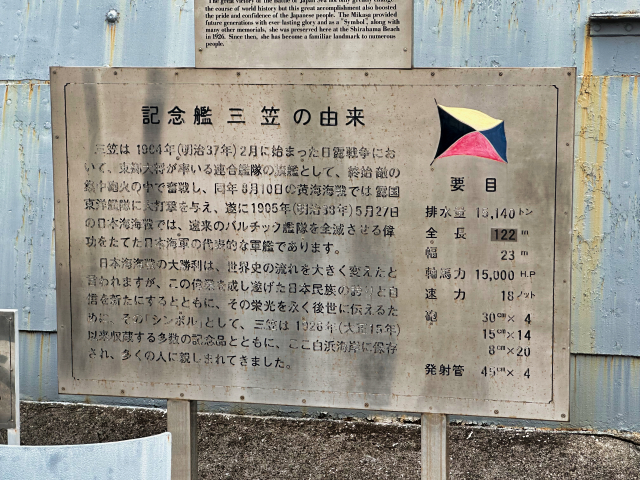 The great victory of the Battle of Japan Sea not only greatly change
the course of world history but this great accomplishment also boosted
the pride and confidence of the Japanese people. The Mikasa provided
future generations with ever-lasting glory and as a "Symbol", along with
many other memorials, she was preserved here at the Shirahama Beach
in 1926. Since then, she has become a familiar landmark to numerous
people.
記念艦三笠の由来
三笠は1904年(明治37年)2月に始まった日露戦争にお
いて、東郷大将が率いる連合艦隊の旗艦として、終始敵の
集中砲火の中で奮戦し、同年8月10日の黄海海戦では露国
東洋艦隊に大打撃を与え、遂に1905年(明治38年)5月27日
の日本海海戦では、遠来のバルチック艦隊を全滅させる偉
功をたてた日本海軍の代表的な軍艦であります。
日本海海戦の大勝利は、世界史の流れを大きく変えたと
言われますが、この偉業を成し遂げた日本民族の誇りと自
信を新たにするとともに、その栄光を永く後世に伝えるた
めに、その「シンボル」として、三笠は1926年(大正15年)
以来収蔵する多数の記念品とともに、ここ白浜海岸に保存
され、多くの人に親しまれてきました。
要目
排水量 15,140トン
全長 122 m
幅 23 m
軸馬力 15,000 H.P
速力 18ノット
砲 30cm×4
15cm×14
8cm×20
発射管 45cm×4